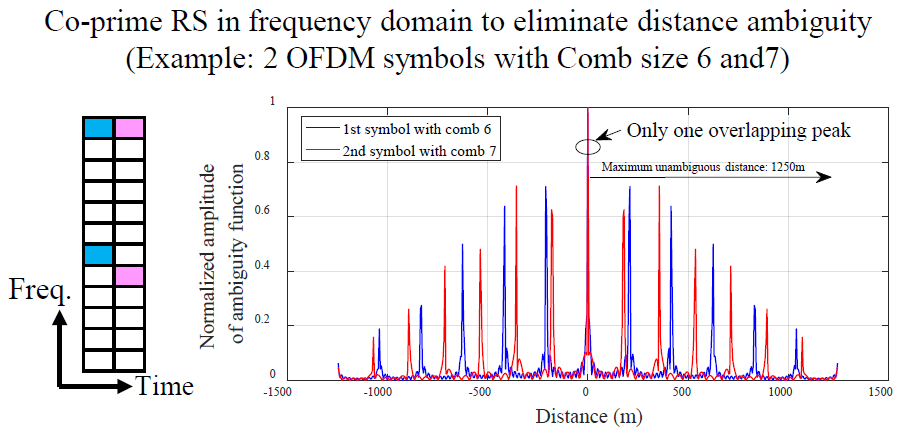 Co-prime RS in frequency domain to eliminate distance ambiguity
(Example: 2 OFDM symbols with Comb size 6 and7)
Freq.
Time
Normalized amplitude
of ambiguity function
1
0.8
0.6
0.4
0.2
0
1st symbol with comb 6
2nd symbol with comb 7
Only one overlapping peak
Maximum unambiguous distance: 1250m
-1500
-1000
-500
0
500
1000
1500
Distance (m)